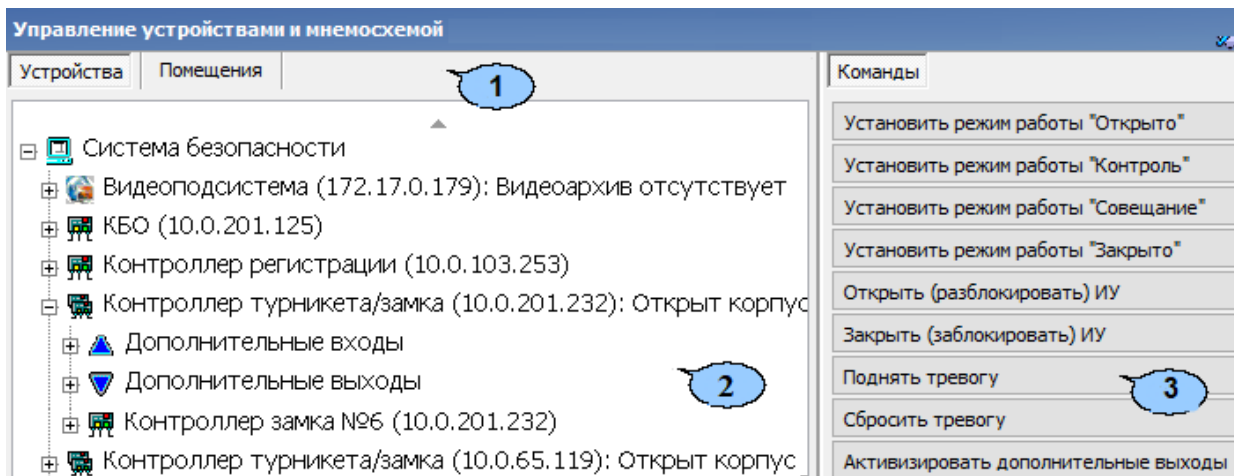 Управление устройствами и мнемосхемой
Устройства Помещения
1
Система безопасности
Видеоподсистема (172.17.0.179): Видеоархив отсутствует
КБО (10.0.201.125)
Контроллер регистрации (10.0.103.253)
Контроллер турникета/замка (10.0.201.232): Открыт корпус
Дополнительные входы
Дополнительные выходы
2
Контроллер замка №6 (10.0.201.232)
Контроллер турникета/замка (10.0.65.119): Открыт корпус
Команды
Установить режим работы "Открыто"
Установить режим работы "Контроль"
Установить режим работы "Совещание"
Установить режим работы "Закрыто"
Открыть (разблокировать) ИУ
Закрыть (заблокировать) ИУ
Поднять тревогу
3
Сбросить тревогу
Активизировать дополнительные выходы